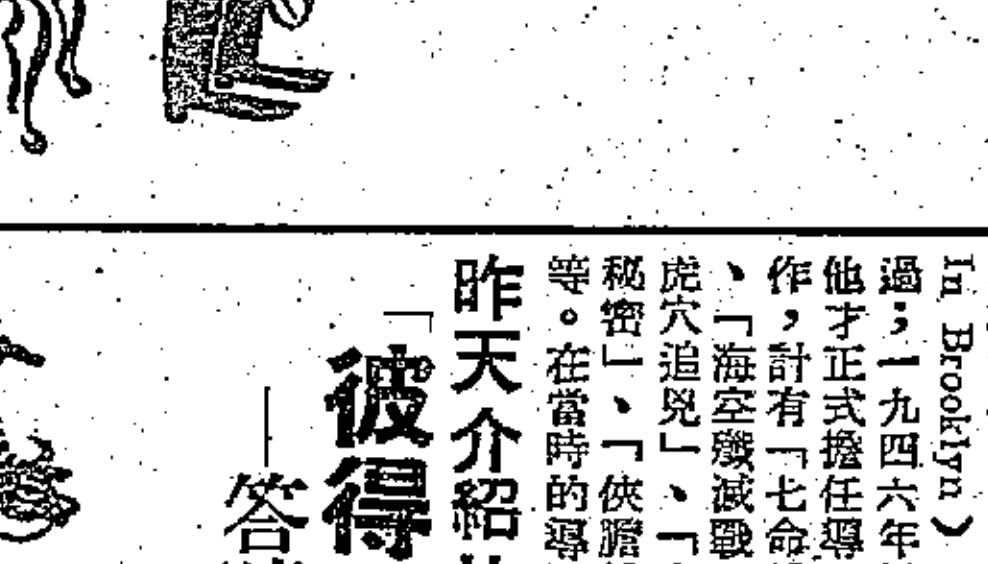 In Brooklyn）
過；一九四六年
他才正式擔任導
作，計有「七命
、「海空殲滅戰
虎穴追兇」、「
秘密」、「俠膽
等。在當時的導
昨天介紹
「彼得
—答